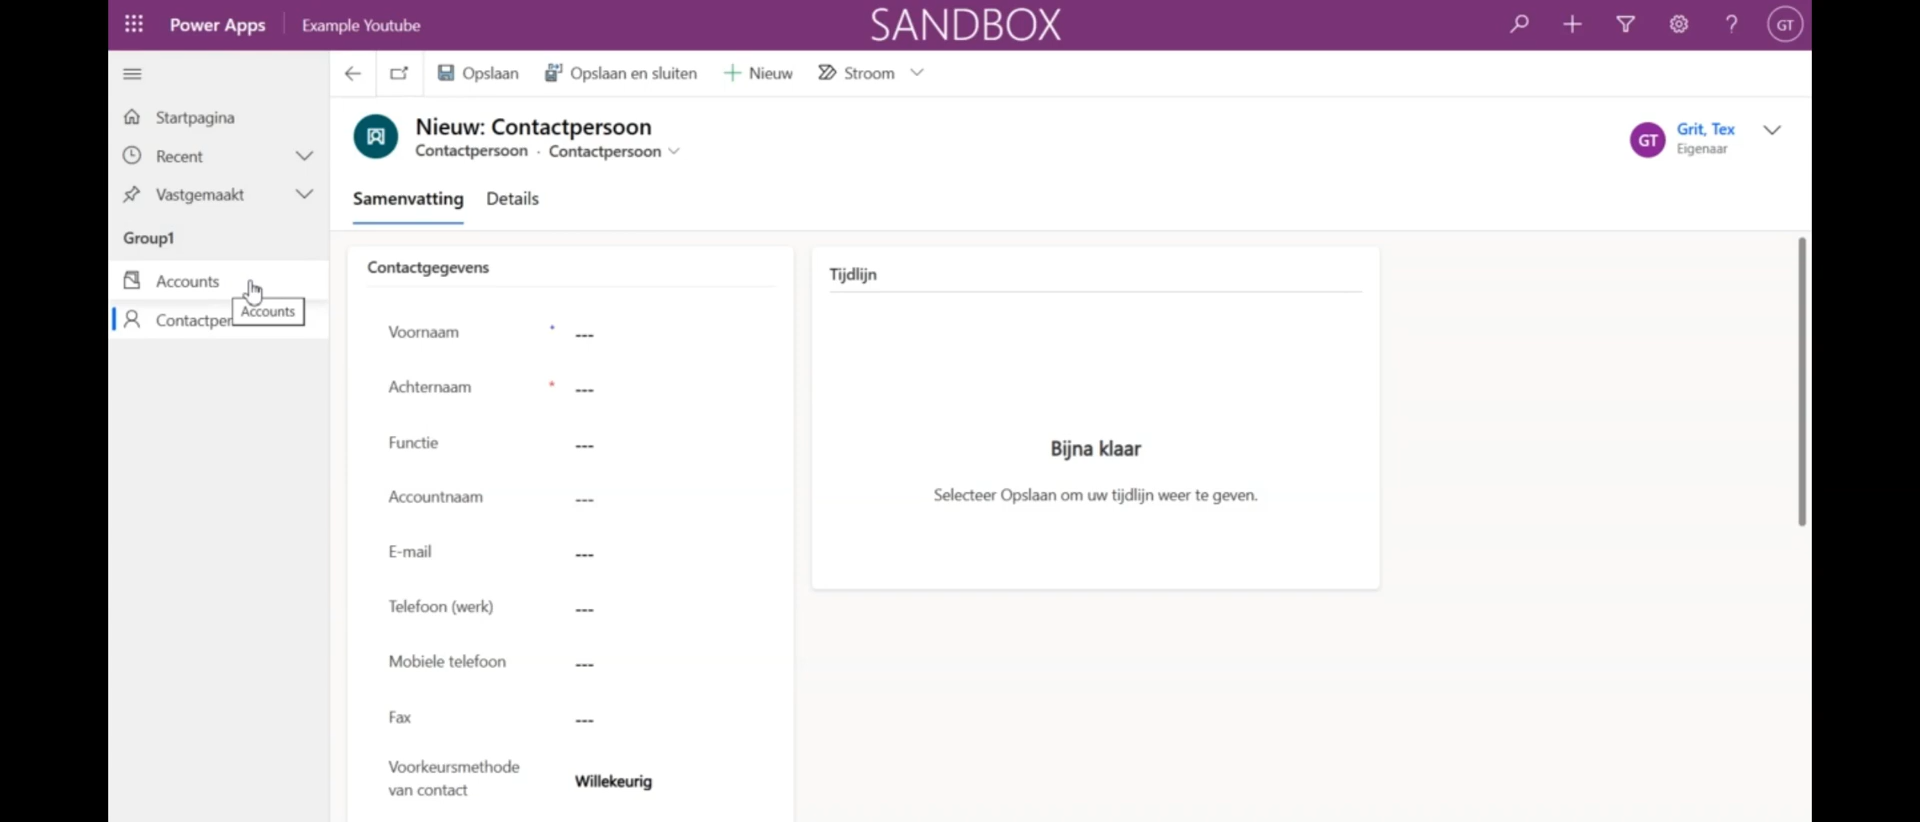 Power Apps
Example Youtube
SANDBOX
?
GT
Opslaan
Opslaan en sluiten
Nieuw
Stroom
Startpagina
Recent
Vastgemaakt
Group1
Accounts
Accounts
Contactper
Nieuw: Contactpersoon
Contactpersoon · Contactpersoon
GT
Grit, Tex
Eigenaar
Samenvatting
Details
Contactgegevens
Voornaam * ---
Achternaam * ---
Functie ---
Accountnaam ---
E-mail ---
Telefoon (werk) ---
Mobiele telefoon ---
Fax ---
Voorkeursmethode
van contact
Willekeurig
Tijdlijn
Bijna klaar
Selecteer Opslaan om uw tijdlijn weer te geven.